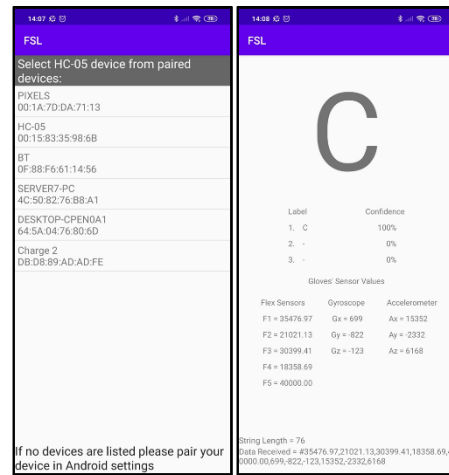 14:07
76
FSL
Select HC-05 device from paired
devices:
PIXELS
00:1A:7D:DA:71:13
HC-05
00:15:83:35:98:6B
BT
0F:88:F6:61:14:56
SERVER7-PC
4C:50:82:76:B8:A1
DESKTOP-CPEN0A1
64:5A:04:76:80:6D
Charge 2
DB:D8:89:AD:AD:FE
If no devices are listed please pair your
device in Android settings
14:08
76
FSL
C
Label Confidence
1. C 100%
2. - 0%
3. - 0%
Gloves' Sensor Values
Flex Sensors Gyroscope Accelerometer
F1 = 35476.97 Gx = 699 Ax = 15352
F2 = 21021.13 Gy = -822 Ay = -2332
F3 = 30399.41 Gz = -123 Az = 6168
F4 = 18358.69
F5 = 40000.00
String Length = 76
Data Received = #35476.97,21021.13,30399.41,18358.69,4
0000.00,699,-822,-123,15352,-2332,6168